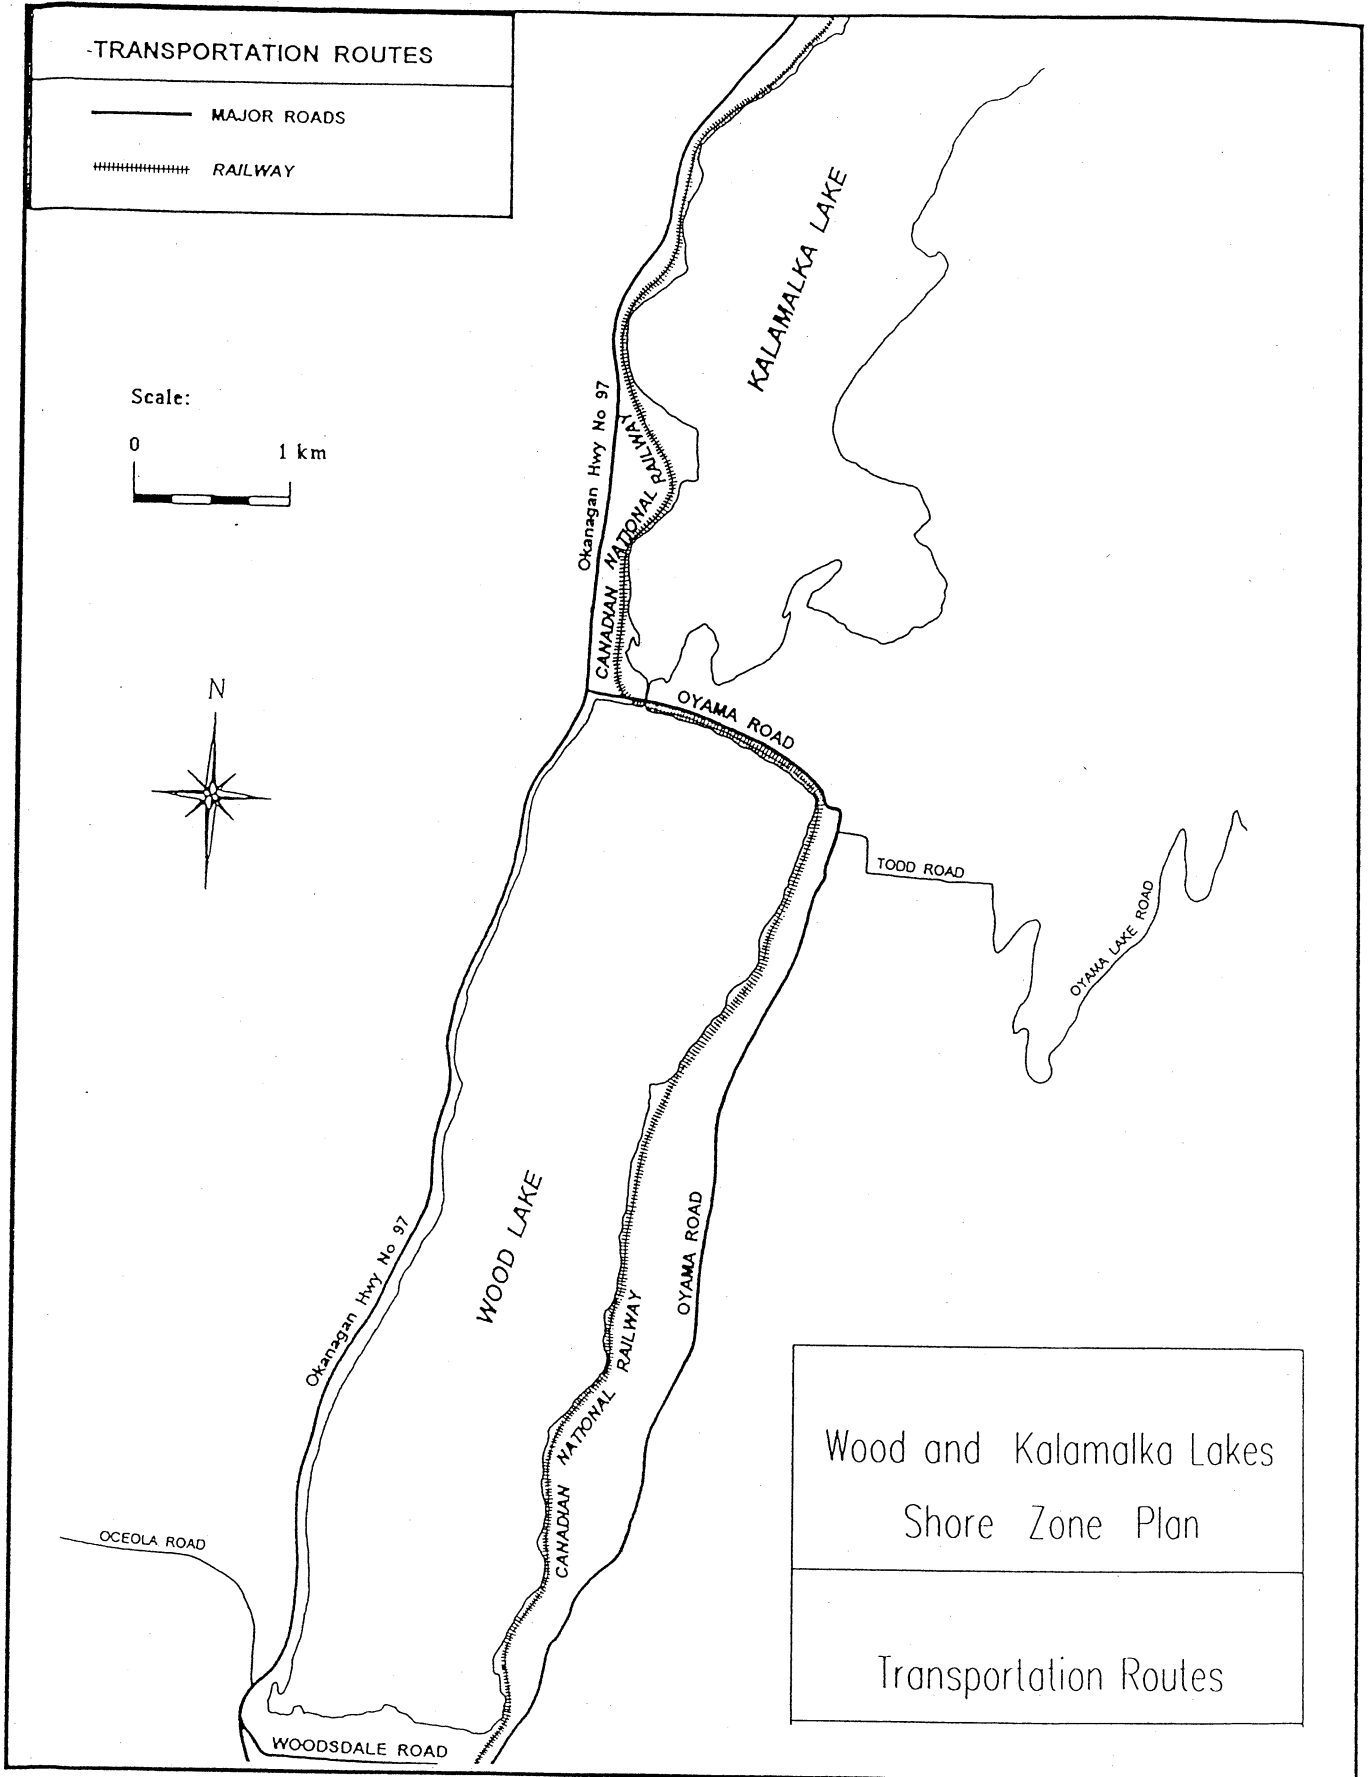 TRANSPORTATION ROUTES
MAJOR ROADS
RAILWAY
KALAMALKA LAKE
Scale:
0 1 km
Okanagan Hwy No 97
CANADIAN NATIONAL RAILWAY
N
OYAMA ROAD
TODD ROAD
OYAMA LAKE ROAD
WOOD LAKE
OYAMA ROAD
Okanagan Hwy No 97
CANADIAN NATIONAL RAILWAY
Wood and Kalamalka Lakes
Shore Zone Plan
OCEOLA ROAD
Transportation Routes
WOODSDALE ROAD